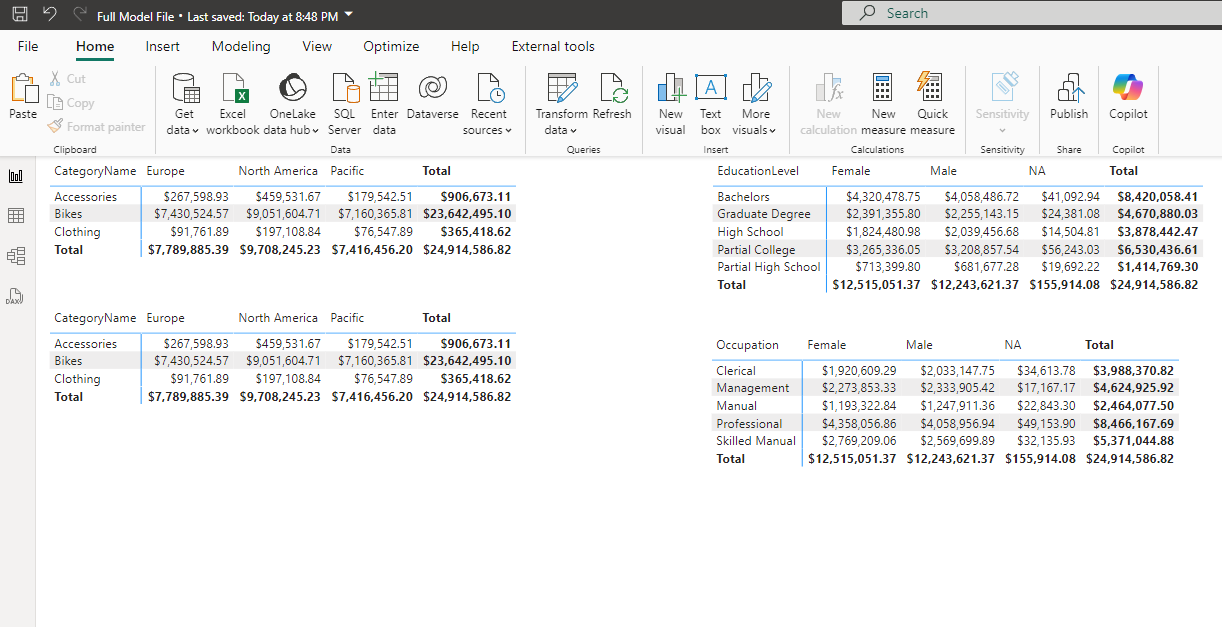 Full Model File • Last saved: Today at 8:48 PM
Search
File Home Insert Modeling View Optimize Help External tools
Paste
Cut
Copy
Format painter
Clipboard
Get data
Excel workbook
OneLake data hub
SQL Server
Enter data
Dataverse
Recent sources
Data
Transform data
Refresh
Queries
New visual
Text box
More visuals
Insert
New calculation
New measure
Quick measure
Calculations
Sensitivity
Sensitivity
Publish
Share
Copilot
Copilot
CategoryName Europe North America Pacific Total
Accessories $267,598.93 $459,531.67 $179,542.51 $906,673.11
Bikes $7,430,524.57 $9,051,604.71 $7,160,365.81 $23,642,495.10
Clothing $91,761.89 $197,108.84 $76,547.89 $365,418.62
Total $7,789,885.39 $9,708,245.23 $7,416,456.20 $24,914,586.82
CategoryName Europe North America Pacific Total
Accessories $267,598.93 $459,531.67 $179,542.51 $906,673.11
Bikes $7,430,524.57 $9,051,604.71 $7,160,365.81 $23,642,495.10
Clothing $91,761.89 $197,108.84 $76,547.89 $365,418.62
Total $7,789,885.39 $9,708,245.23 $7,416,456.20 $24,914,586.82
EducationLevel Female Male NA Total
Bachelors $4,320,478.75 $4,058,486.72 $41,092.94 $8,420,058.41
Graduate Degree $2,391,355.80 $2,255,143.15 $24,381.08 $4,670,880.03
High School $1,824,480.98 $2,039,456.68 $14,504.81 $3,878,442.47
Partial College $3,265,336.05 $3,208,857.54 $56,243.03 $6,530,436.61
Partial High School $713,399.80 $681,677.28 $19,692.22 $1,414,769.30
Total $12,515,051.37 $12,243,621.37 $155,914.08 $24,914,586.82
Occupation Female Male NA Total
Clerical $1,920,609.29 $2,033,147.75 $34,613.78 $3,988,370.82
Management $2,273,853.33 $2,333,905.42 $17,167.17 $4,624,925.92
Manual $1,193,322.84 $1,247,911.36 $22,843.30 $2,464,077.50
Professional $4,358,056.86 $4,058,956.94 $49,153.90 $8,466,167.69
Skilled Manual $2,769,209.06 $2,569,699.89 $32,135.93 $5,371,044.88
Total $12,515,051.37 $12,243,621.37 $155,914.08 $24,914,586.82
DAX